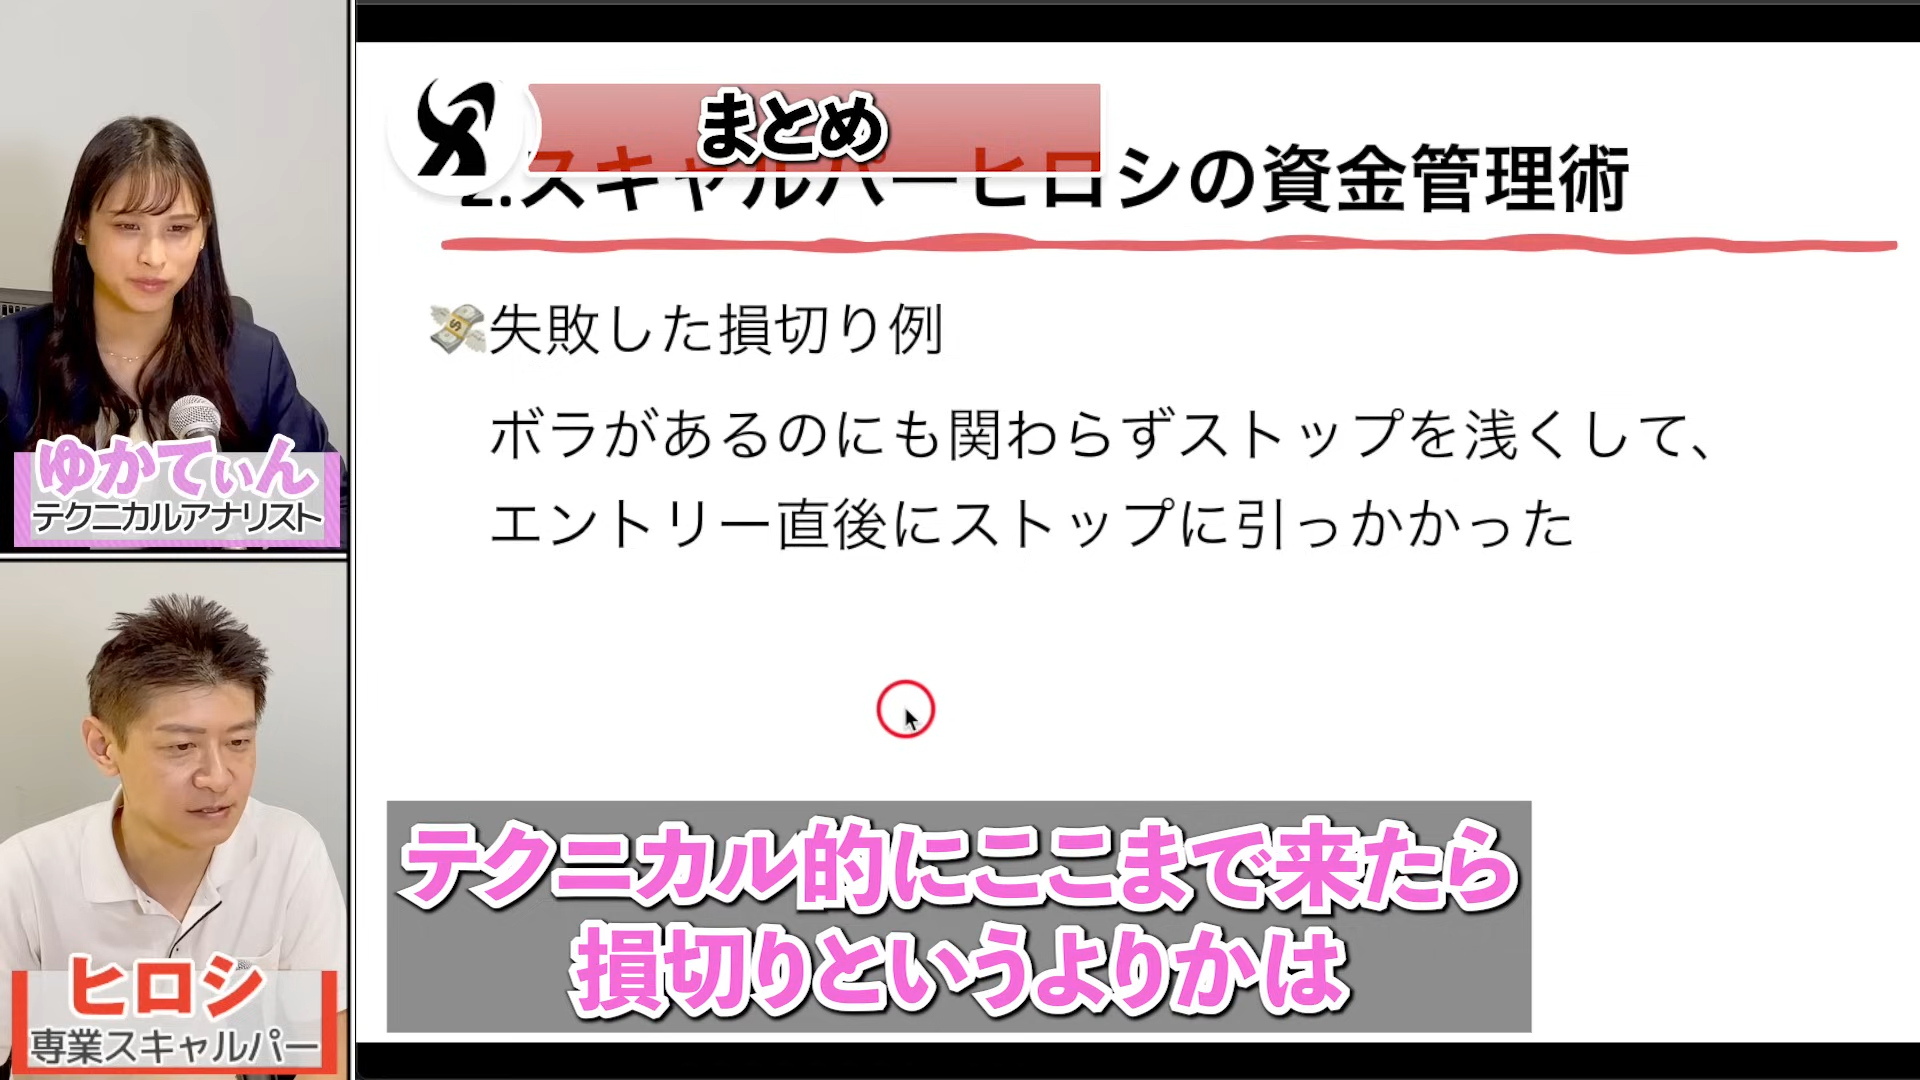 まとめ
2.スキャルパーヒロシの資金管理術
失敗した損切り例
ボラがあるのにも関わらずストップを浅くして、
エントリー直後にストップに引っかかった
ゆかてぃん
テクニカルアナリスト
ヒロシ
専業スキャルパー
テクニカル的にここまで来たら
損切りというよりかは